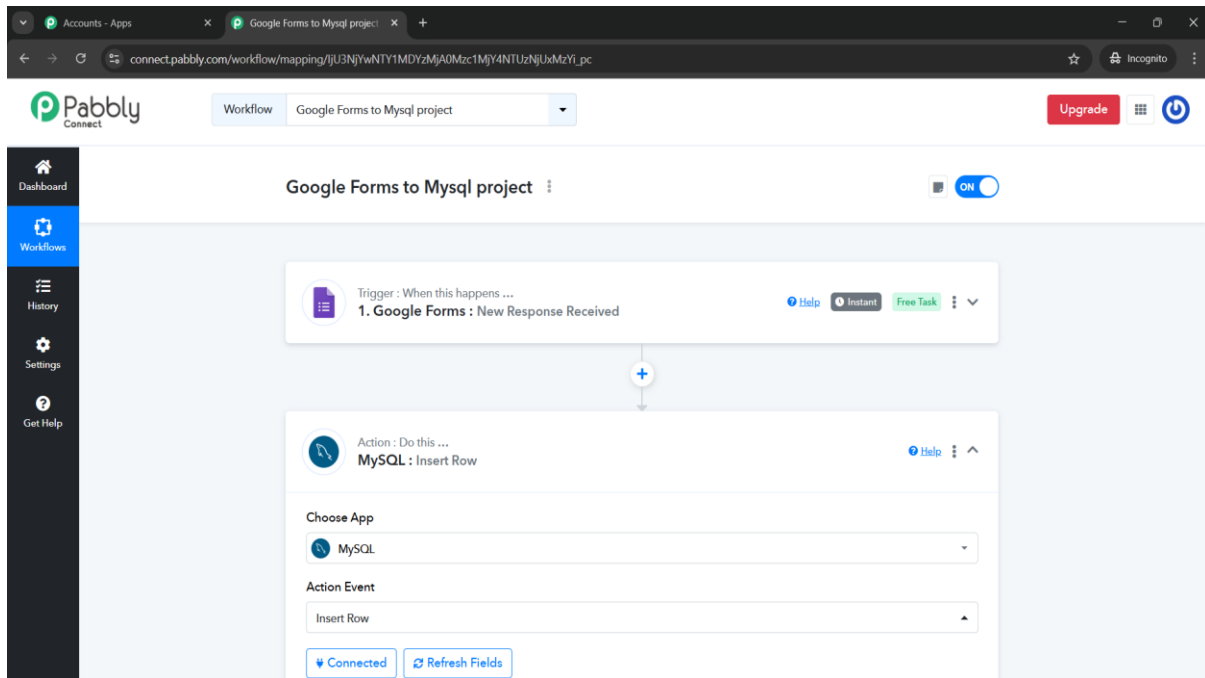 Accounts - Apps
Google Forms to Mysql project
connect.pabbly.com/workflow/mapping/IjU3NjYwNTY1MDYzMjA0Mzc1MjY4NTUzNjUxMzYi_pc
Incognito
Pabbly
Connect
Workflow
Google Forms to Mysql project
Upgrade
Dashboard
Workflows
History
Settings
Get Help
Google Forms to Mysql project
ON
Trigger : When this happens ...
1. Google Forms : New Response Received
Help
Instant
Free Task
Action : Do this ...
MySQL : Insert Row
Help
Choose App
MySQL
Action Event
Insert Row
Connected
Refresh Fields